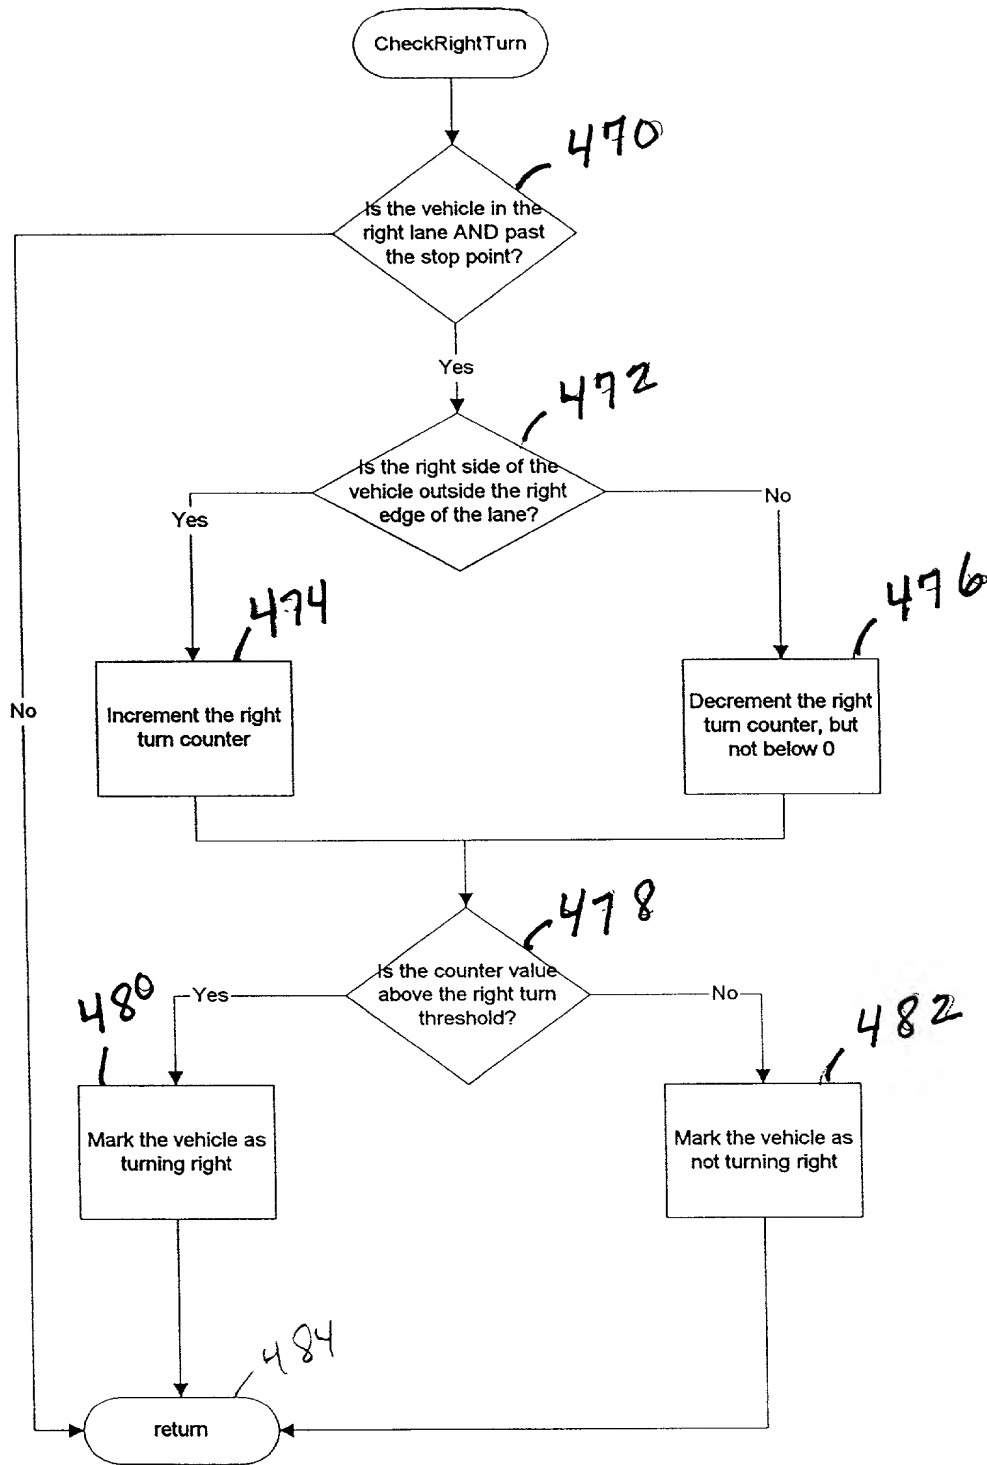 CheckRightTurn
470
Is the vehicle in the
right lane AND past
the stop point?
Yes
472
Is the right side of the
vehicle outside the right
edge of the lane?
Yes
No
474
476
Increment the right
turn counter
Decrement the right
turn counter, but
not below 0
No
478
Is the counter value
above the right turn
threshold?
Yes
No
480
482
Mark the vehicle as
turning right
Mark the vehicle as
not turning right
484
return